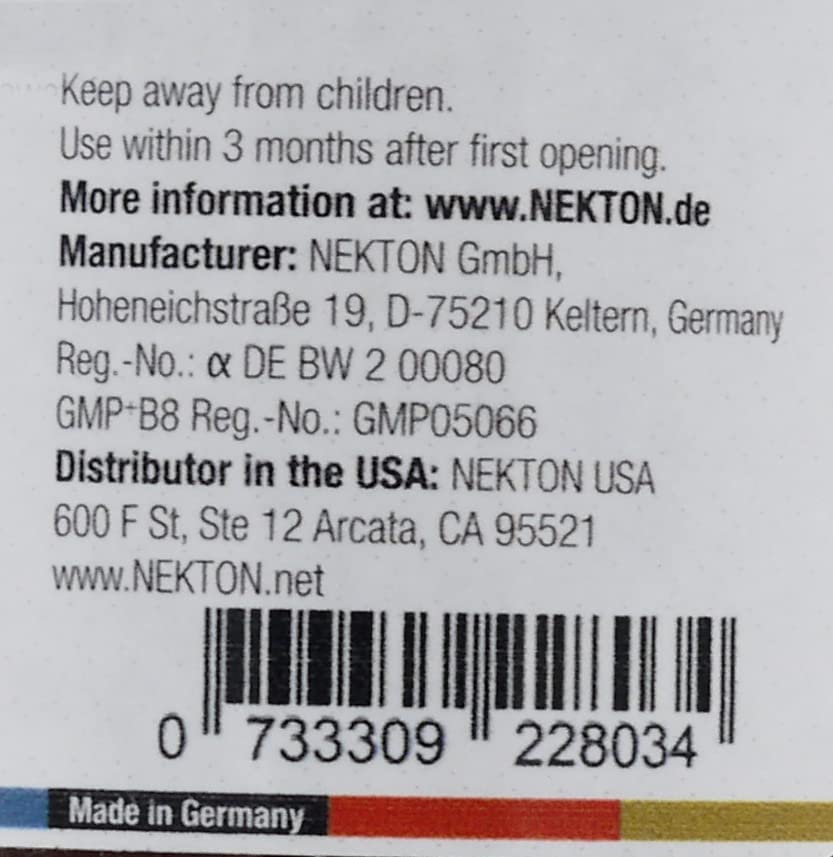 Keep away from children.
Use within 3 months after first opening.
More information at: www.NEKTON.de
Manufacturer: NEKTON GmbH,
Hoheneichstraße 19, D-75210 Keltern, Germany
Reg.-No.: α DE BW 2 00080
GMP⁺B8 Reg.-No.: GMP05066
Distributor in the USA: NEKTON USA
600 F St, Ste 12 Arcata, CA 95521
www.NEKTON.net
0 733309 228034
Made in Germany